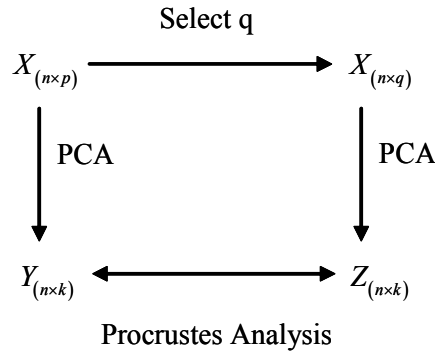 Select q
X(n×p) X(n×q)
PCA PCA
Y(n×k) Z(n×k)
Procrustes Analysis